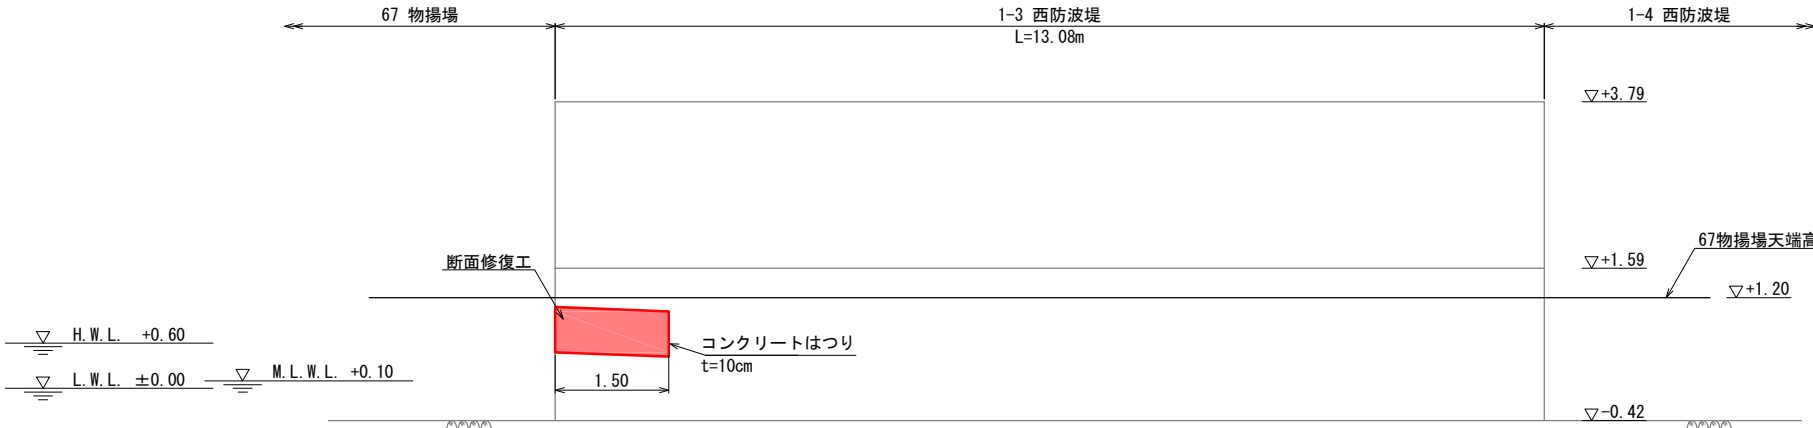 67 物揚場
1-3 西防波堤
1-4 西防波堤
L=13.08m
+3.79
67物揚場天端高
断面修復工
+1.59
+1.20
H.W.L. +0.60
コンクリートはつり
t=10cm
L.W.L. ±0.00
M.L.W.L. +0.10
1.50
-0.42